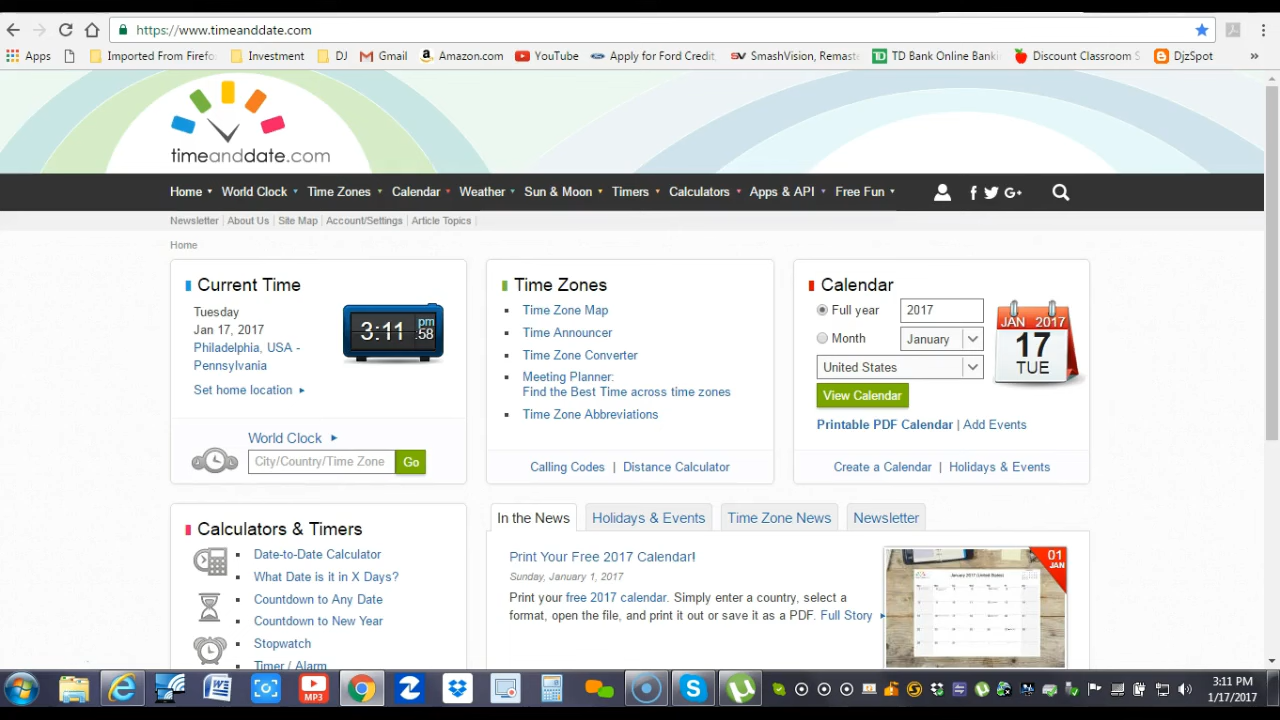 https://www.timeanddate.com
Apps Imported From Firefo Investment DJ Gmail Amazon.com YouTube Apply for Ford Credit, SmashVision, Remaste TD Bank Online Banki Discount Classroom S DjzSpot »
timeanddate.com
Home World Clock Time Zones Calendar Weather Sun & Moon Timers Calculators Apps & API Free Fun
Newsletter About Us Site Map Account/Settings Article Topics
Home
Current Time
Tuesday
Jan 17, 2017
Philadelphia, USA -
Pennsylvania
Set home location
3:11 pm :58
World Clock
City/Country/Time Zone Go
Time Zones
Time Zone Map
Time Announcer
Time Zone Converter
Meeting Planner:
Find the Best Time across time zones
Time Zone Abbreviations
Calling Codes | Distance Calculator
Calendar
Full year 2017
Month January
United States
View Calendar
JAN 2017
17
TUE
Printable PDF Calendar | Add Events
Create a Calendar | Holidays & Events
Calculators & Timers
Date-to-Date Calculator
What Date is it in X Days?
Countdown to Any Date
Countdown to New Year
Stopwatch
Timer / Alarm
In the News Holidays & Events Time Zone News Newsletter
Print Your Free 2017 Calendar!
Sunday, January 1, 2017
Print your free 2017 calendar. Simply enter a country, select a
format, open the file, and print it out or save it as a PDF. Full Story
01
JAN
January 2017 (United States)
MP3
3:11 PM
1/17/2017